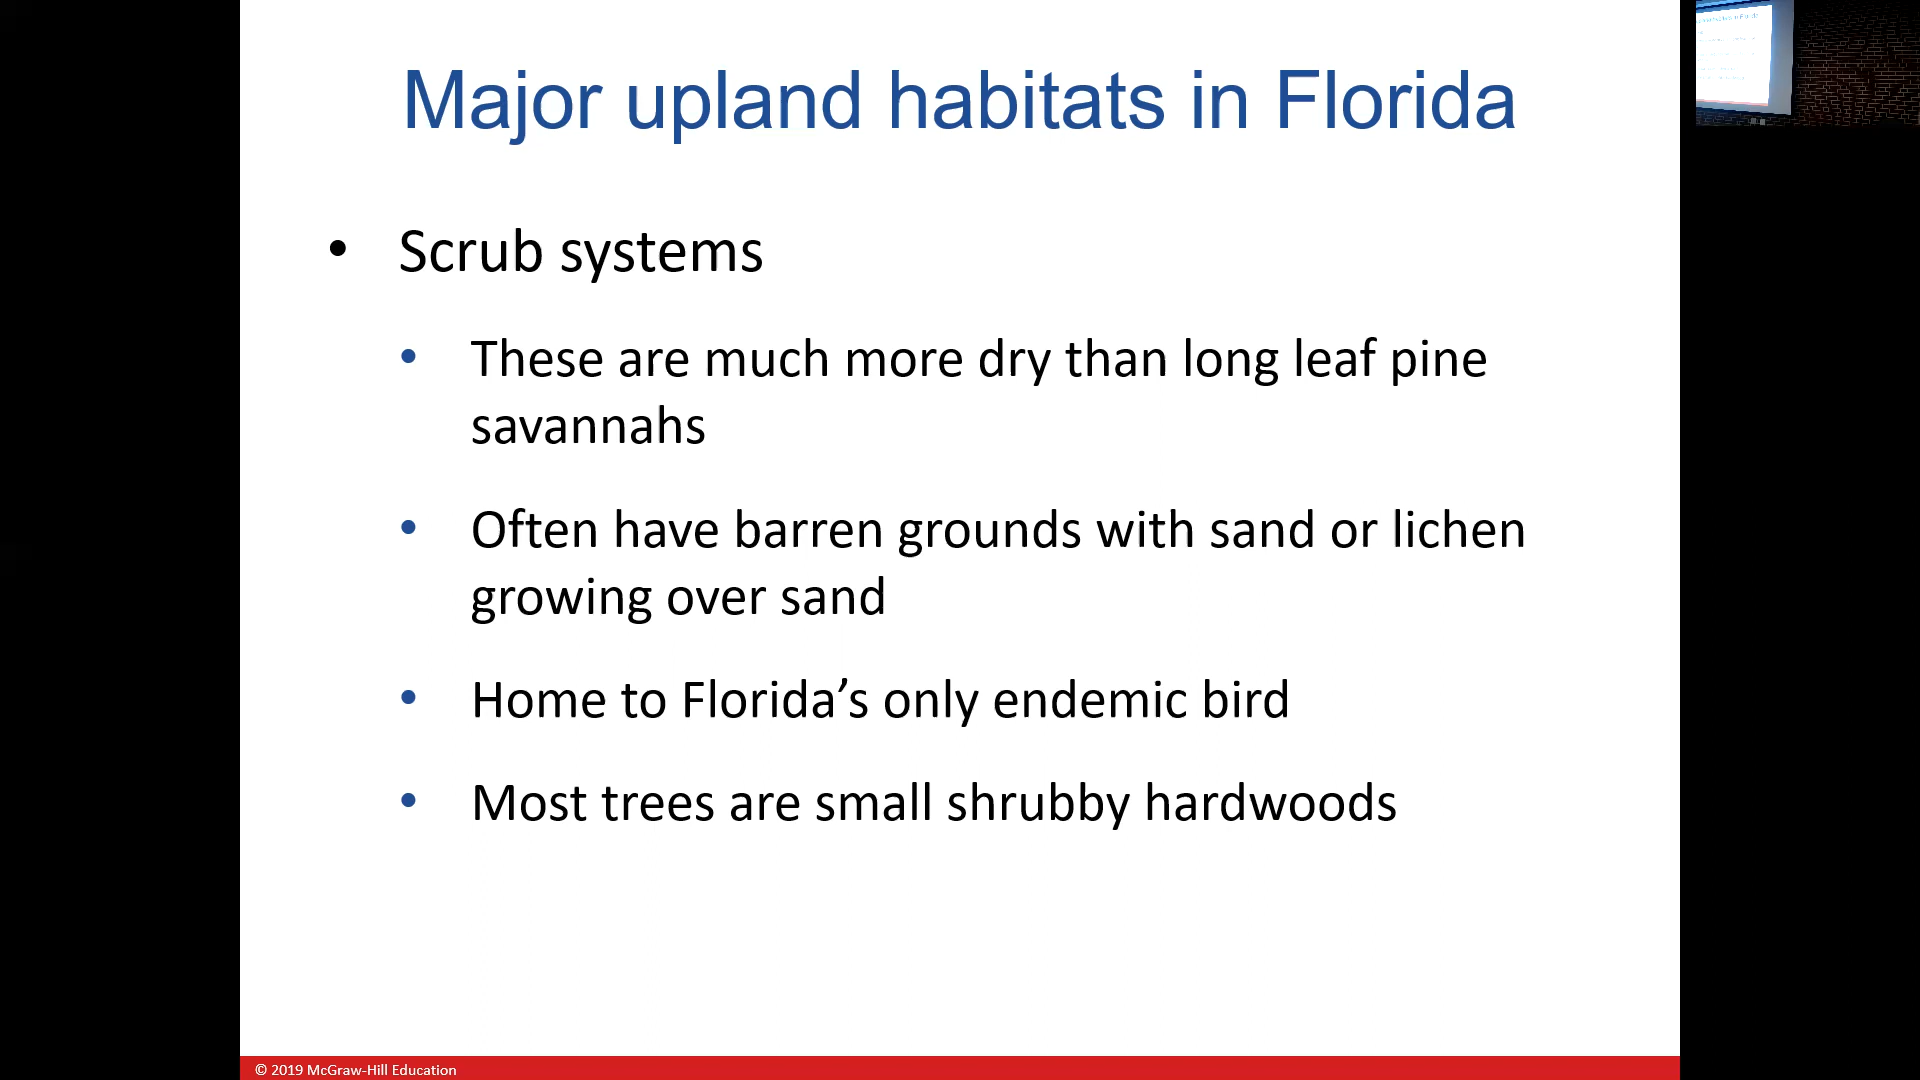 Major upland habitats in Florida
• Scrub systems
• These are much more dry than long leaf pine
savannahs
• Often have barren grounds with sand or lichen
growing over sand
• Home to Florida’s only endemic bird
• Most trees are small shrubby hardwoods
© 2019 McGraw-Hill Education